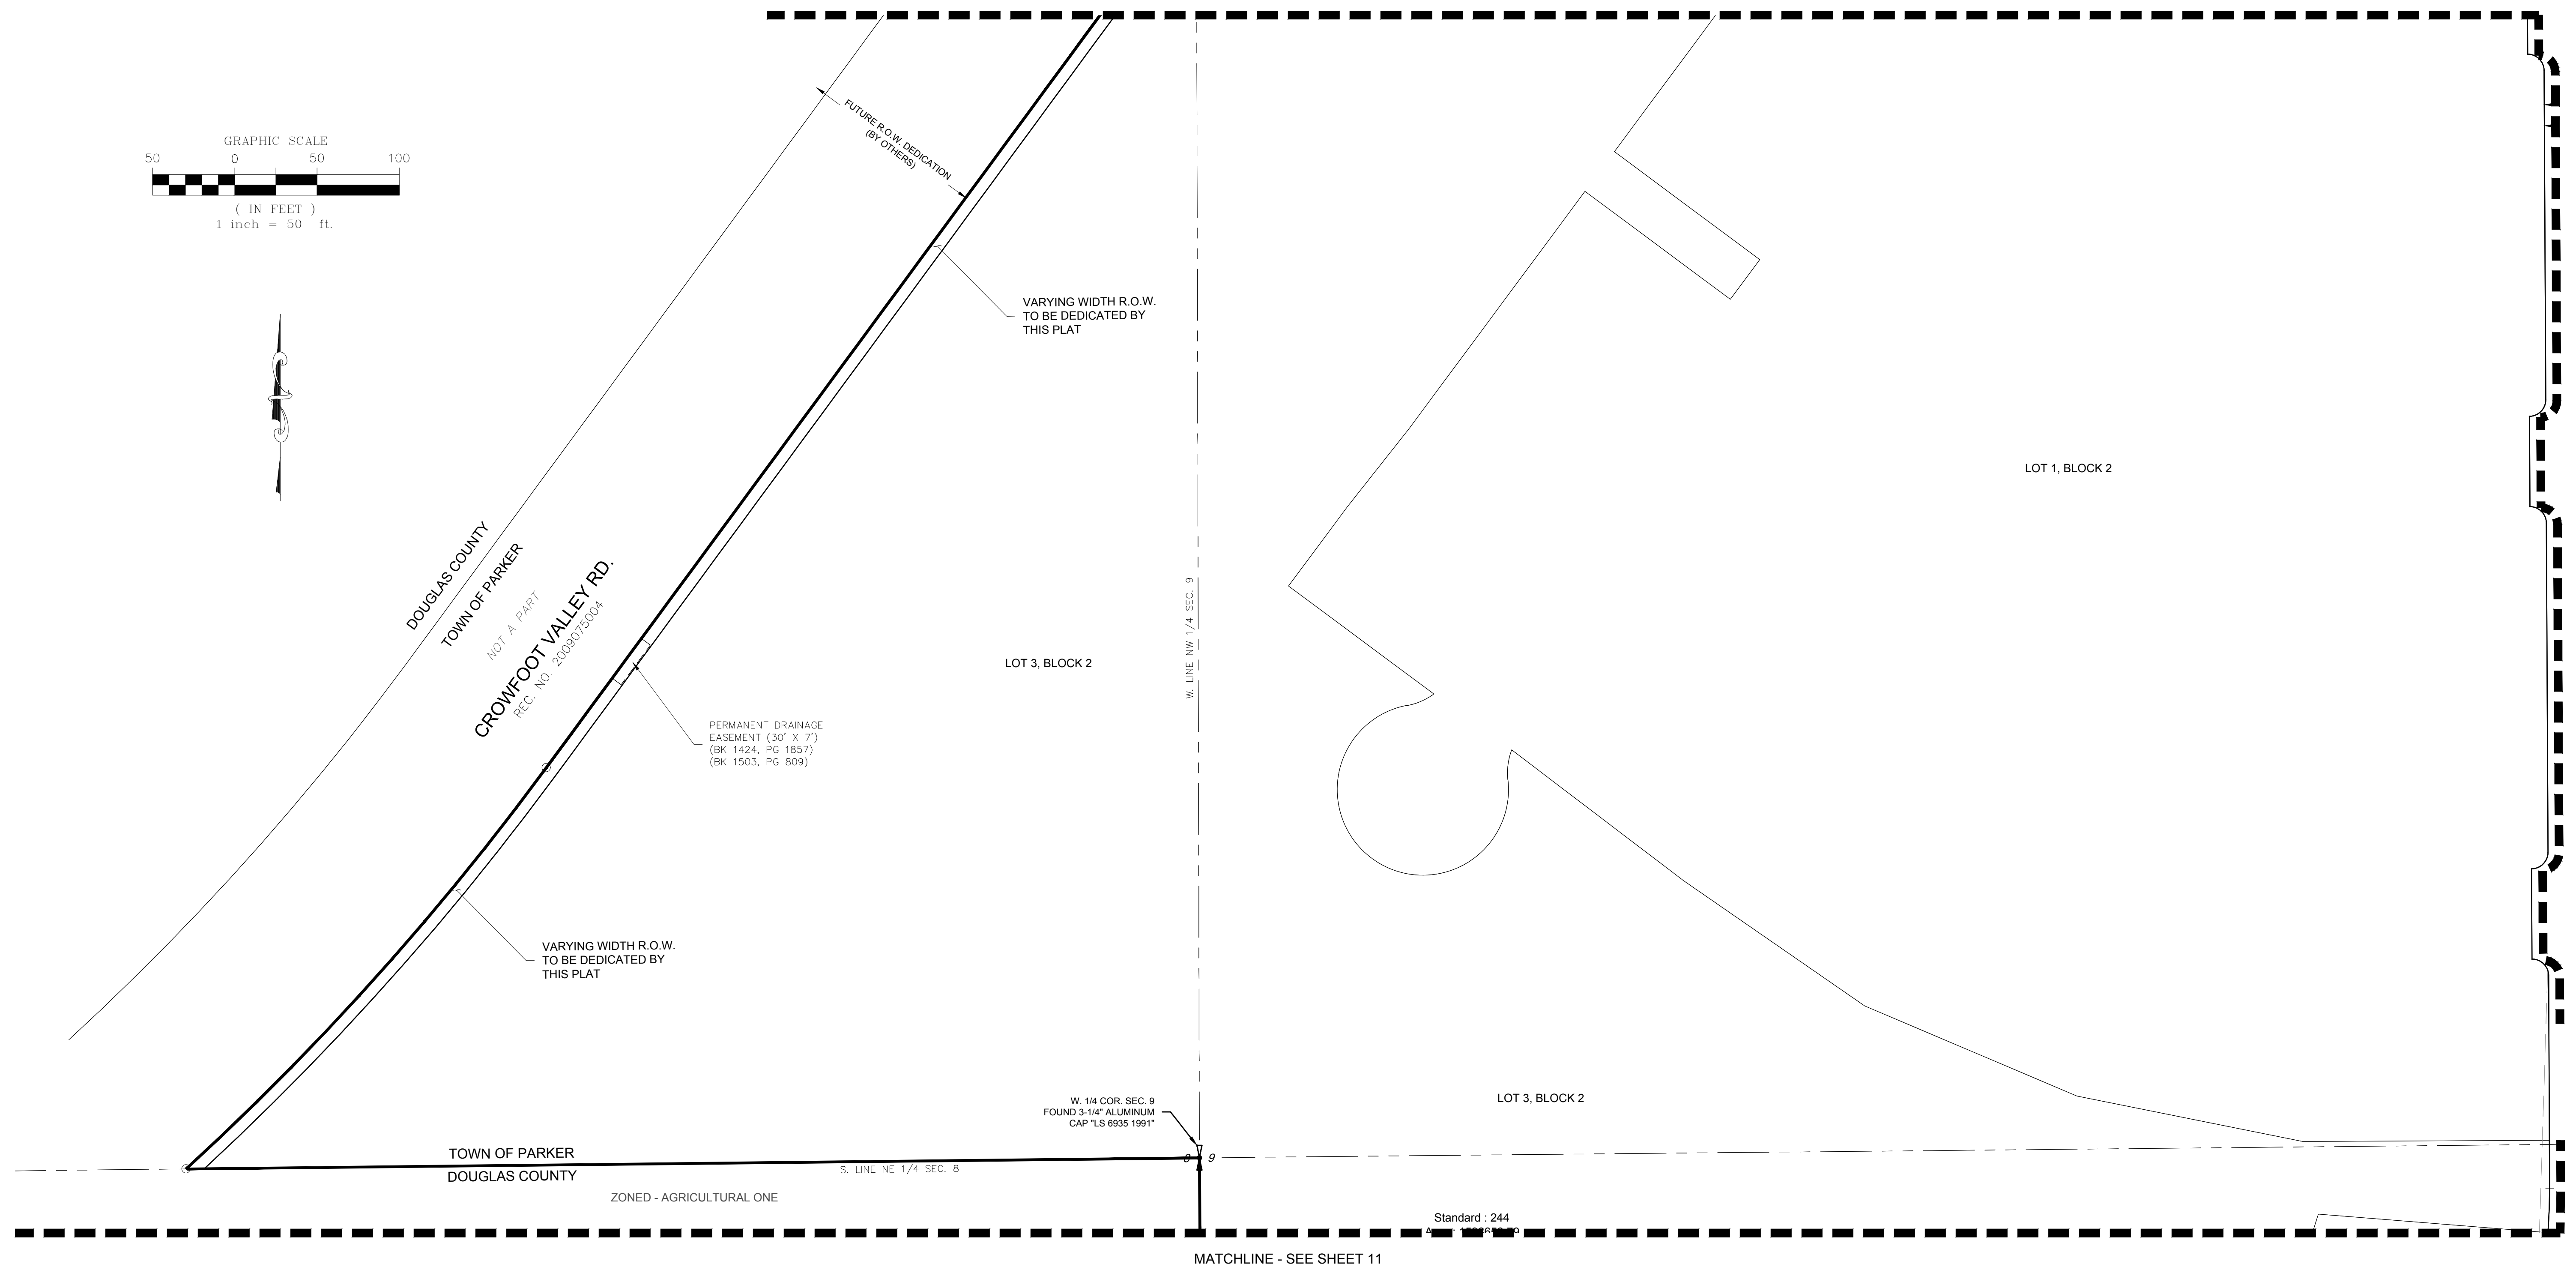 GRAPHIC SCALE
50 0 50 100
( IN FEET )
1 inch = 50 ft.
FUTURE R.O.W. DEDICATION
(BY OTHERS)
VARYING WIDTH R.O.W.
TO BE DEDICATED BY
THIS PLAT
LOT 1, BLOCK 2
DOUGLAS COUNTY
TOWN OF PARKER
NOT A PART
CROWFOOT VALLEY RD.
REC. NO. 2009075004
W. LINE NW 1/4 SEC. 9
LOT 3, BLOCK 2
PERMANENT DRAINAGE
EASEMENT (30' X 7')
(BK 1424, PG 1857)
(BK 1503, PG 809)
VARYING WIDTH R.O.W.
TO BE DEDICATED BY
THIS PLAT
W. 1/4 COR. SEC. 9
FOUND 3-1/4" ALUMINUM
CAP "LS 6935 1991"
LOT 3, BLOCK 2
TOWN OF PARKER
8 9
S. LINE NE 1/4 SEC. 8
DOUGLAS COUNTY
ZONED - AGRICULTURAL ONE
Standard : 244
MATCHLINE - SEE SHEET 11